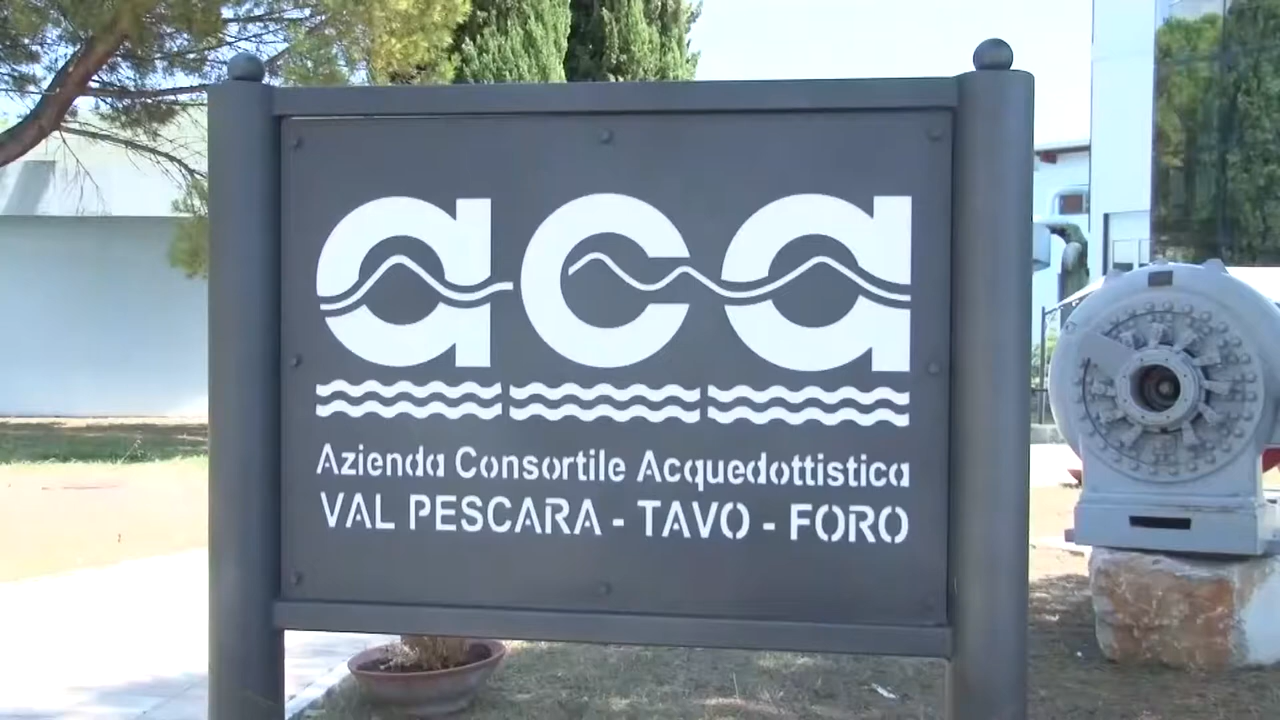 aca
Azienda Consortile Acquedottistica
VAL PESCARA - TAVO - FORO